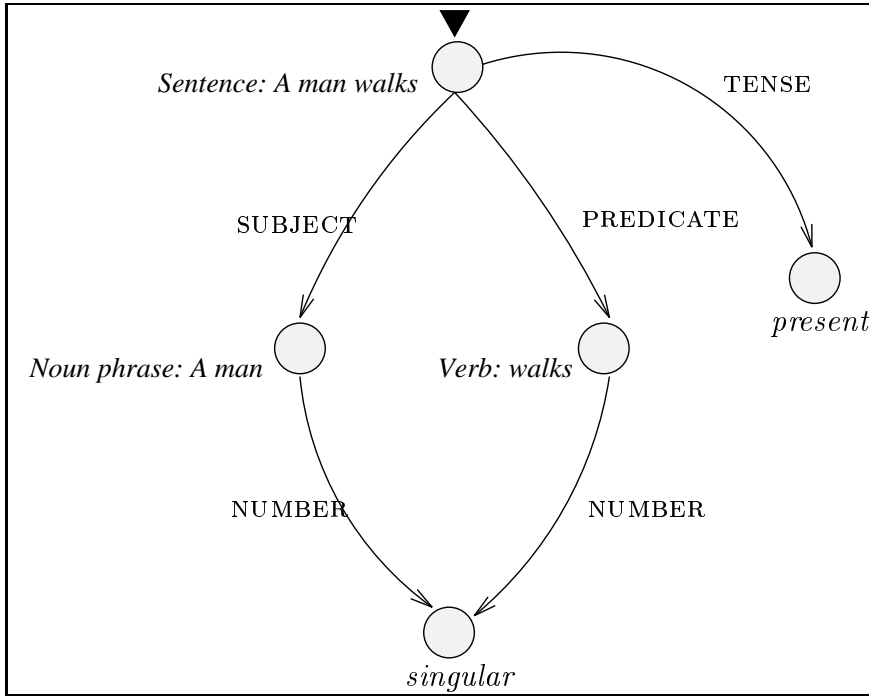 Sentence: A man walks
TENSE
SUBJECT
PREDICATE
present
Noun phrase: A man
Verb: walks
NUMBER
NUMBER
singular